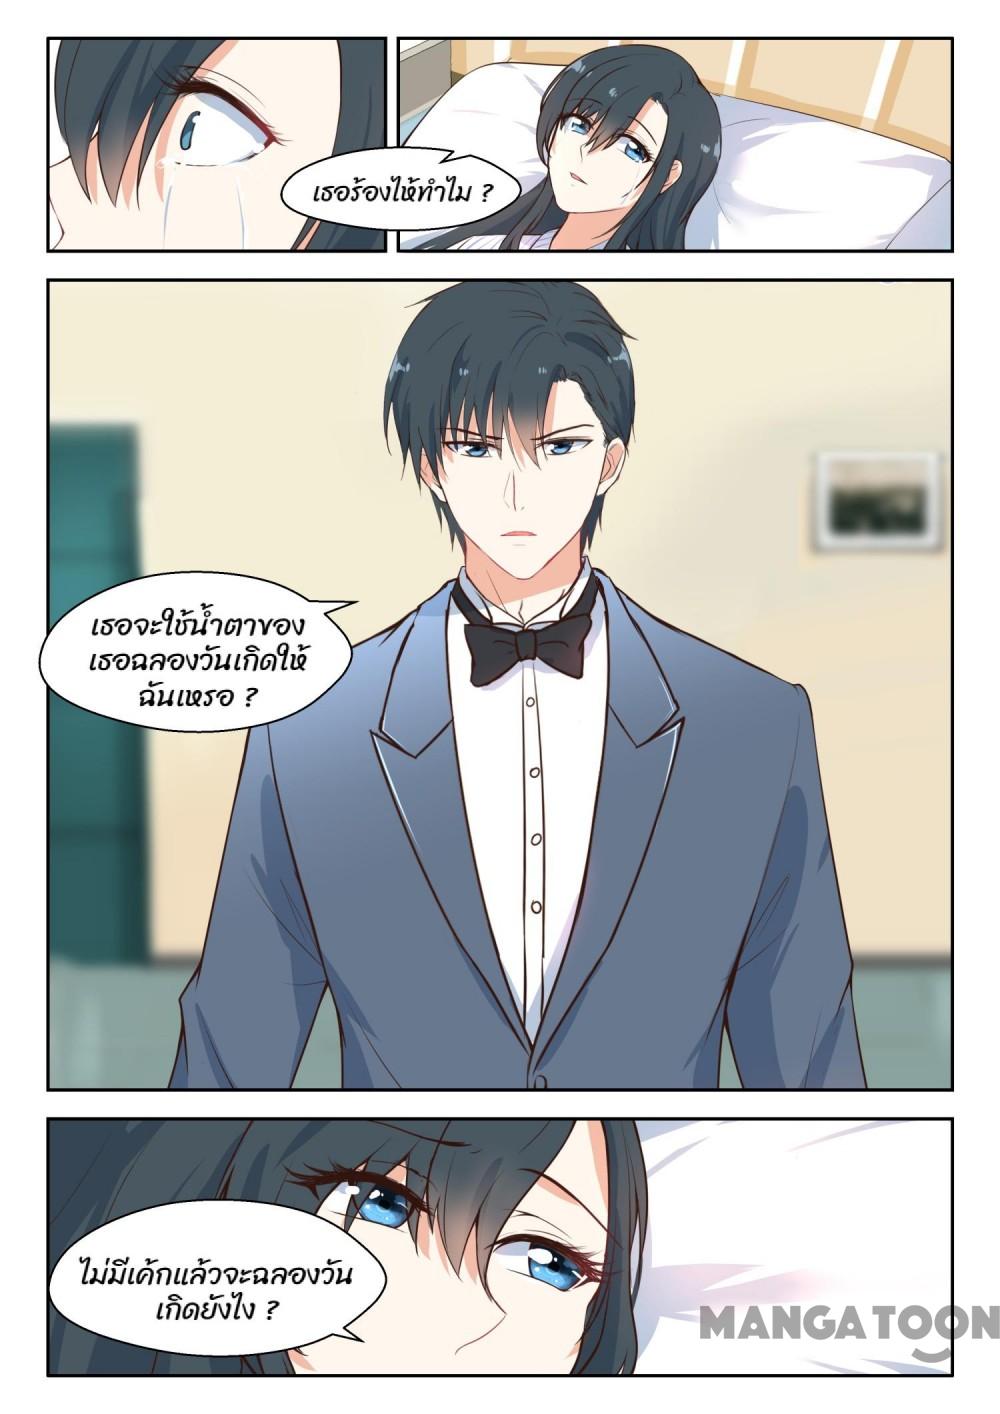 เธอร้องไห้ทำไม ?
เธอจะใช้น้ำตาของ
เธอฉลองวันเกิดให้
ฉันเหรอ ?
ไม่มีเค้กแล้วจะฉลองวัน
เกิดยังไง ?
MANGATOON